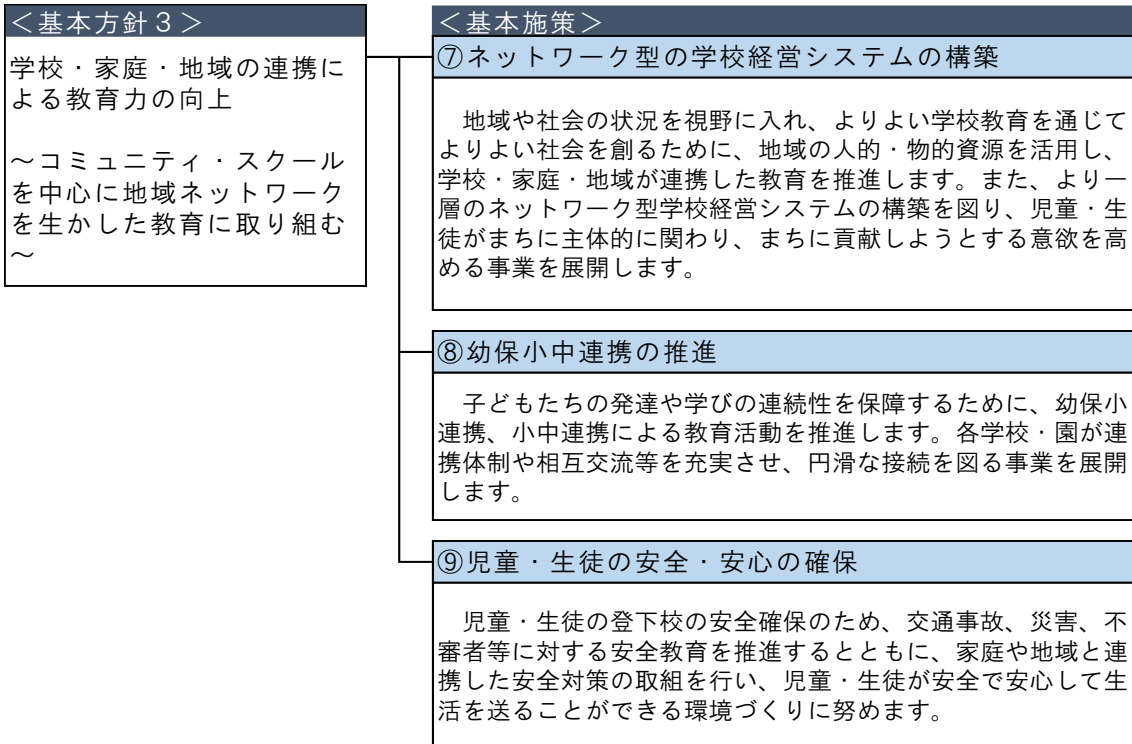 ＜基本方針３＞
学校・家庭・地域の連携に
よる教育力の向上
～コミュニティ・スクール
を中心に地域ネットワーク
を生かした教育に取り組む
～
＜基本施策＞
⑦ネットワーク型の学校経営システムの構築
　地域や社会の状況を視野に入れ、よりよい学校教育を通じて
よりよい社会を創るために、地域の人的・物的資源を活用し、
学校・家庭・地域が連携した教育を推進します。また、より一
層のネットワーク型学校経営システムの構築を図り、児童・生
徒がまちに主体的に関わり、まちに貢献しようとする意欲を高
める事業を展開します。
⑧幼保小中連携の推進
　子どもたちの発達や学びの連続性を保障するために、幼保小
連携、小中連携による教育活動を推進します。各学校・園が連
携体制や相互交流等を充実させ、円滑な接続を図る事業を展開
します。
⑨児童・生徒の安全・安心の確保
　児童・生徒の登下校の安全確保のため、交通事故、災害、不
審者等に対する安全教育を推進するとともに、家庭や地域と連
携した安全対策の取組を行い、児童・生徒が安全で安心して生
活を送ることができる環境づくりに努めます。